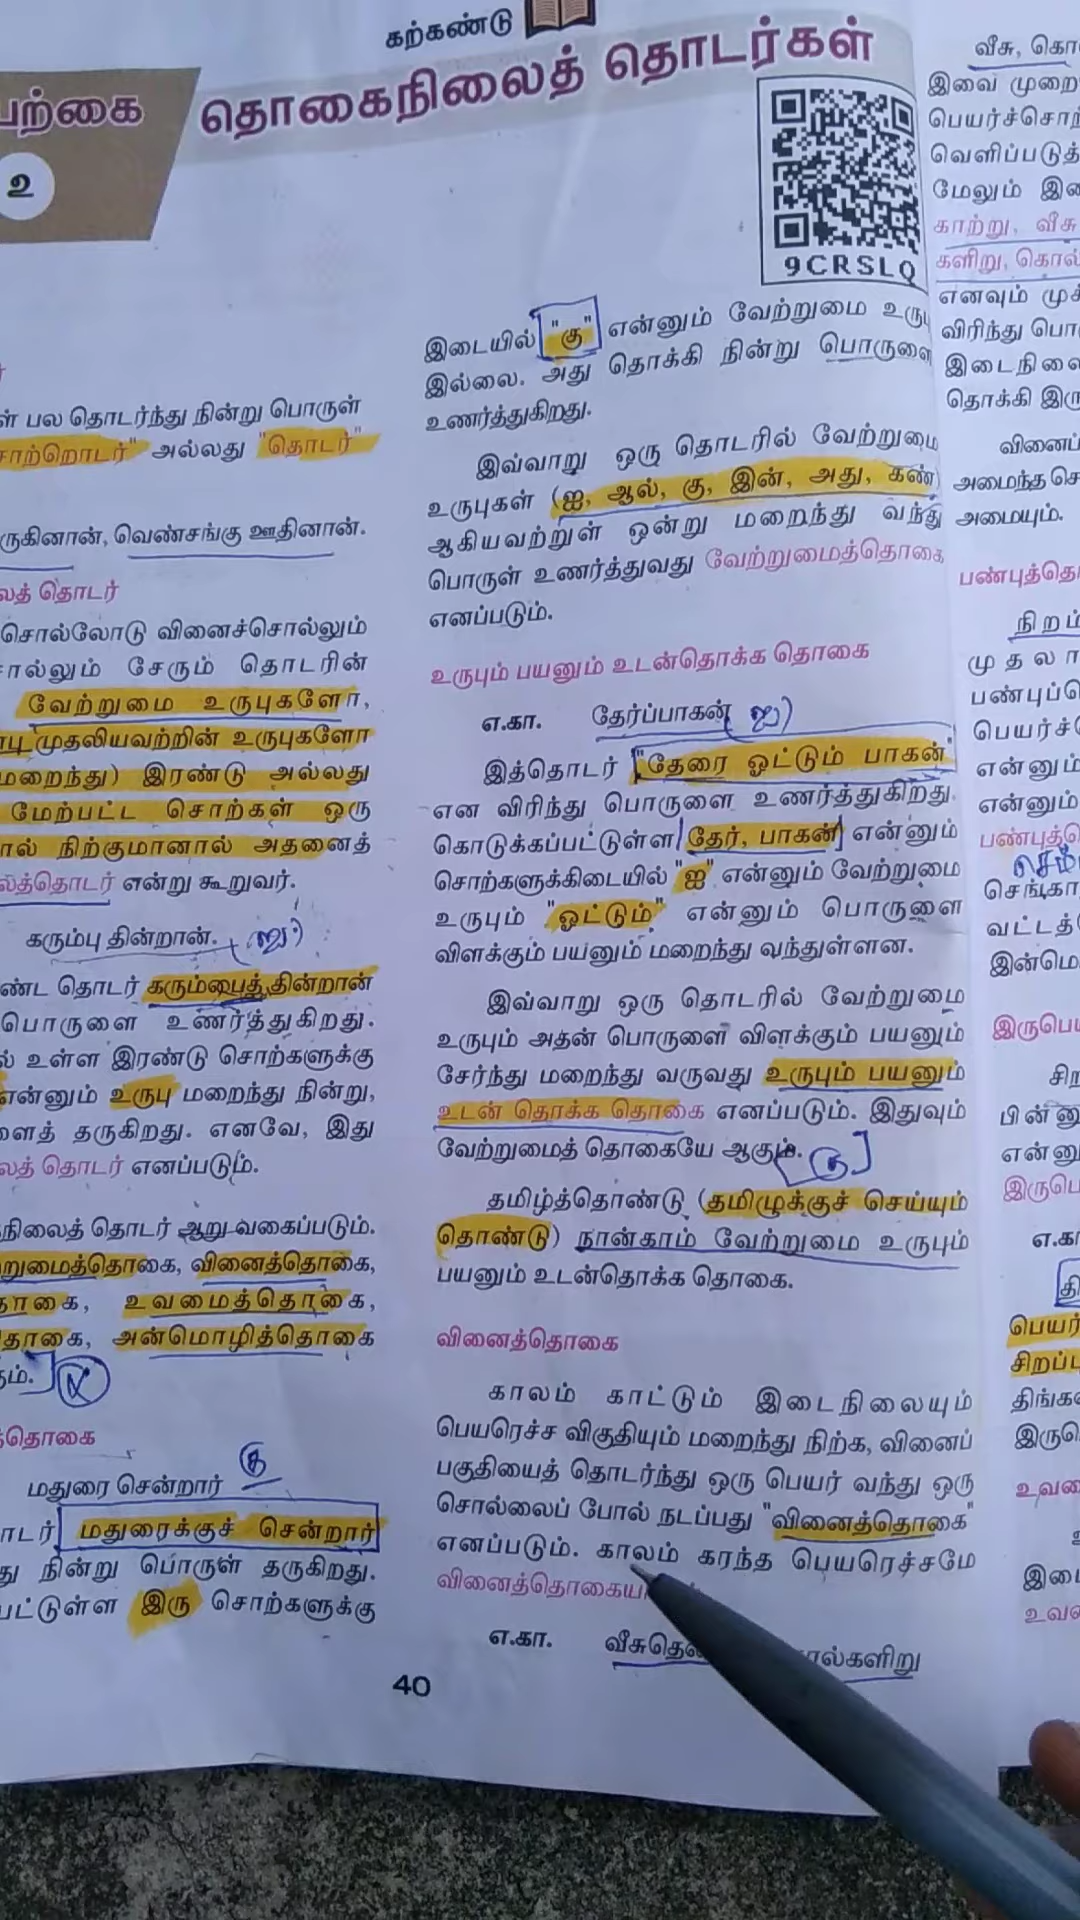 கற்கண்டு
தொகைநிலைத் தொடர்கள்
௨
9CRSLQ
பல தொடர்ந்து நின்று பொருள்
அல்லது "தொடர்"
வெண்சங்கு ஊதினான்.
தொடர்
சொல்லோடு வினைச்சொல்லும்
சேரும் தொடரின்
வேற்றுமை உருபுகளோ,
முதலியவற்றின் உருபுகளோ
இரண்டு அல்லது
மேற்பட்ட சொற்கள் ஒரு
நிற்குமானால் அதனைத்
என்று கூறுவர்.
கரும்பு தின்றான். (ஐ)
தொடர் கரும்பைத் தின்றான்
பொருளை உணர்த்துகிறது.
உள்ள இரண்டு சொற்களுக்கு
என்னும் உருபு மறைந்து நின்று,
தருகிறது. எனவே, இது
தொடர் எனப்படும்.
தொடர் ஆறு வகைப்படும்.
வினைத்தொகை,
உவமைத்தொகை,
அன்மொழித்தொகை
மதுரை சென்றார் கு
மதுரைக்குச் சென்றார்
நின்று பொருள் தருகிறது.
இரு சொற்களுக்கு
இடையில் "கு" என்னும் வேற்றுமை உருபு
இல்லை. அது தொக்கி நின்று பொருளை
உணர்த்துகிறது.
இவ்வாறு ஒரு தொடரில் வேற்றுமை
உருபுகள் (ஐ, ஆல், கு, இன், அது, கண்)
ஆகியவற்றுள் ஒன்று மறைந்து வந்து
பொருள் உணர்த்துவது வேற்றுமைத்தொகை
எனப்படும்.
உருபும் பயனும் உடன்தொக்க தொகை
எ.கா. தேர்ப்பாகன் (ஐ)
இத்தொடர் "தேரை ஓட்டும் பாகன்"
என விரிந்து பொருளை உணர்த்துகிறது.
கொடுக்கப்பட்டுள்ள தேர், பாகன் என்னும்
சொற்களுக்கிடையில் "ஐ" என்னும் வேற்றுமை
உருபும் "ஓட்டும்" என்னும் பொருளை
விளக்கும் பயனும் மறைந்து வந்துள்ளன.
இவ்வாறு ஒரு தொடரில் வேற்றுமை
உருபும் அதன் பொருளை விளக்கும் பயனும்
சேர்ந்து மறைந்து வருவது உருபும் பயனும்
உடன் தொக்க தொகை எனப்படும். இதுவும்
வேற்றுமைத் தொகையே ஆகும்.
கு
தமிழ்த்தொண்டு (தமிழுக்குச் செய்யும்
தொண்டு) நான்காம் வேற்றுமை உருபும்
பயனும் உடன்தொக்க தொகை.
வினைத்தொகை
காலம் காட்டும் இடைநிலையும்
பெயரெச்ச விகுதியும் மறைந்து நிற்க, வினைப்
பகுதியைத் தொடர்ந்து ஒரு பெயர் வந்து ஒரு
சொல்லைப் போல் நடப்பது "வினைத்தொகை"
எனப்படும். காலம் கரந்த பெயரெச்சமே
எ.கா.
40
வீசு,
இவை
மேலும்
காற்று, வீசு
களிறு,
எனவும்
விரிந்து
தொக்கி
அமையும்.
நிறம்
என்னும்
என்னும்
எ.கா